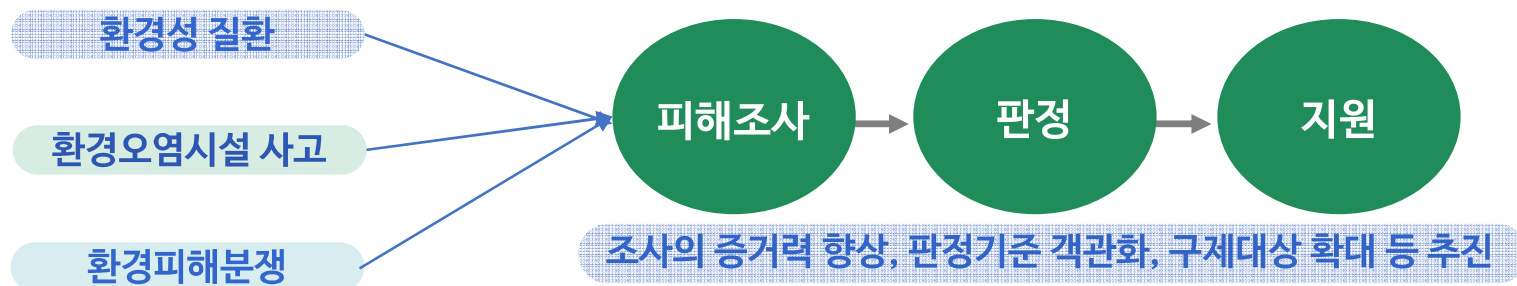 환경성 질환
환경오염시설 사고
환경피해분쟁
피해조사
판정
지원
조사의 증거력 향상, 판정기준 객관화, 구제대상 확대 등 추진